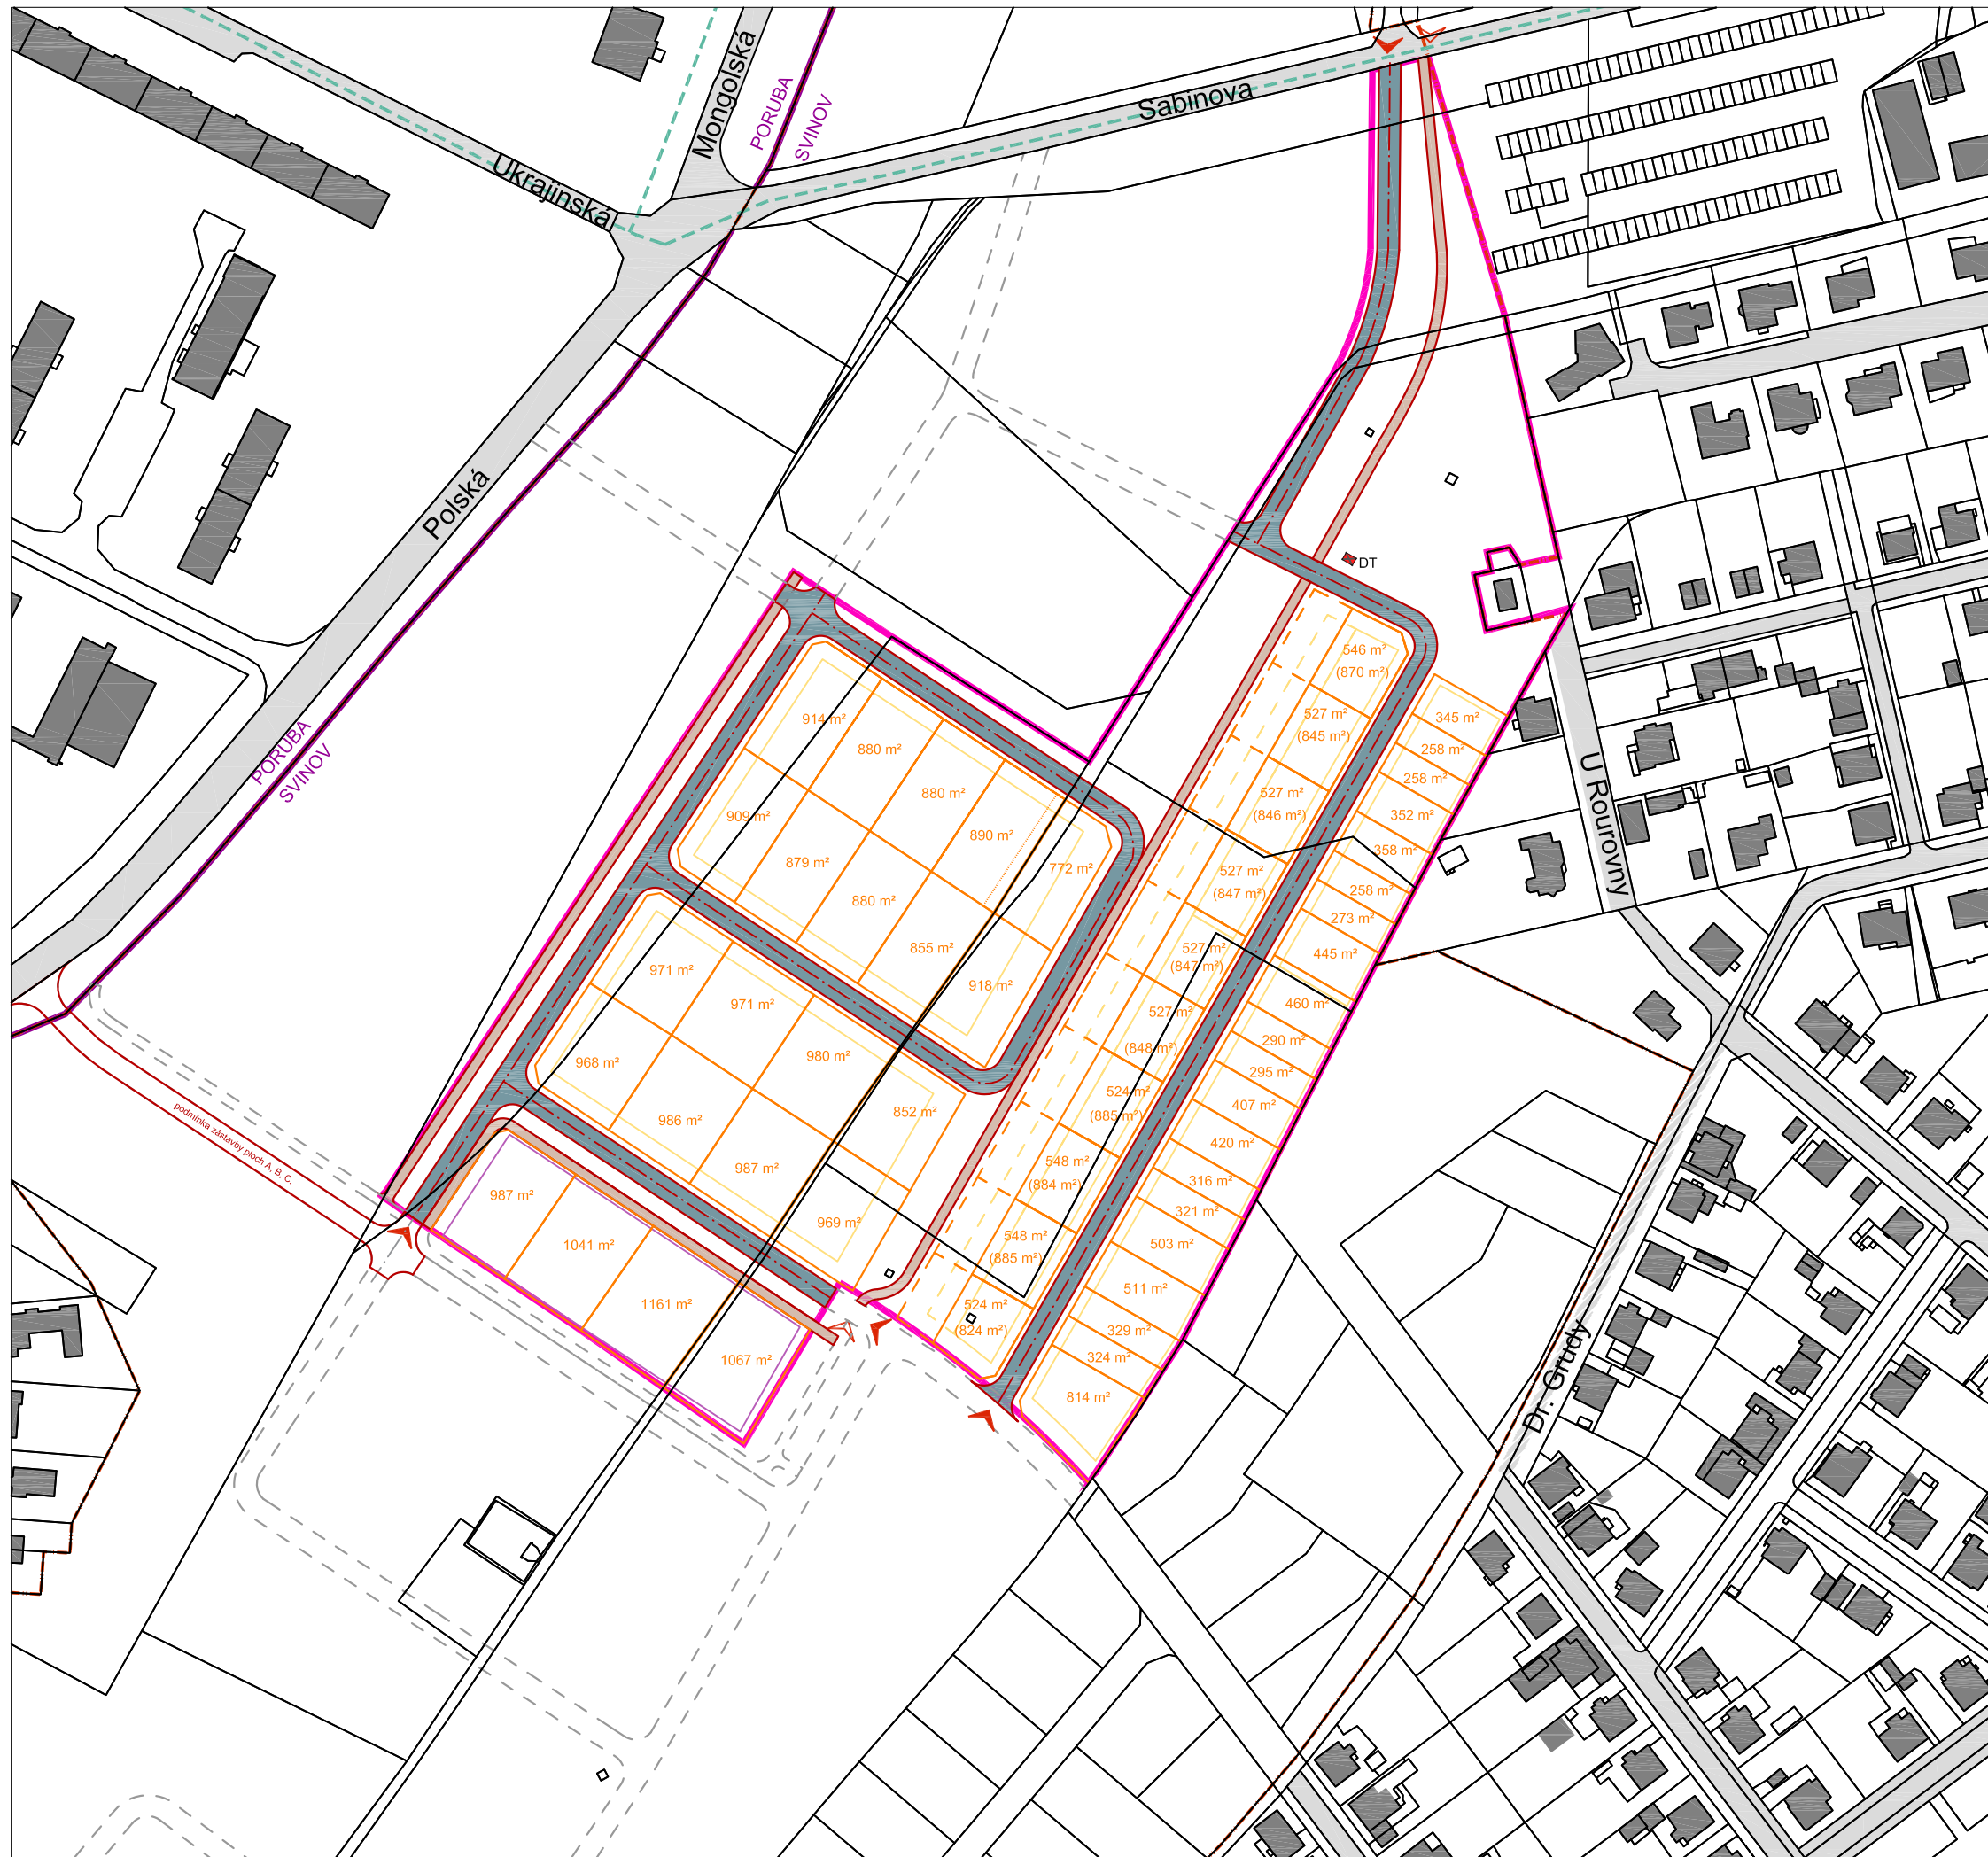 Ukrajinská
Mongolská
PORUBA
SVINOV
Sabinova
Polská
PORUBA
SVINOV
DT
U Rourovny
Dr. Grudy
podmínka zástavby ploch A, B, C.
914 m²
880 m²
880 m²
890 m²
772 m²
909 m²
879 m²
880 m²
855 m²
918 m²
971 m²
971 m²
980 m²
852 m²
968 m²
986 m²
987 m²
969 m²
987 m²
1041 m²
1161 m²
1067 m²
546 m²
(870 m²)
527 m²
(845 m²)
527 m²
(846 m²)
527 m²
(847 m²)
527 m²
(847 m²)
527 m²
(848 m²)
524 m²
(885 m²)
548 m²
(884 m²)
548 m²
(885 m²)
524 m²
(824 m²)
345 m²
258 m²
258 m²
352 m²
358 m²
258 m²
273 m²
445 m²
460 m²
290 m²
295 m²
407 m²
420 m²
316 m²
321 m²
503 m²
511 m²
329 m²
324 m²
814 m²